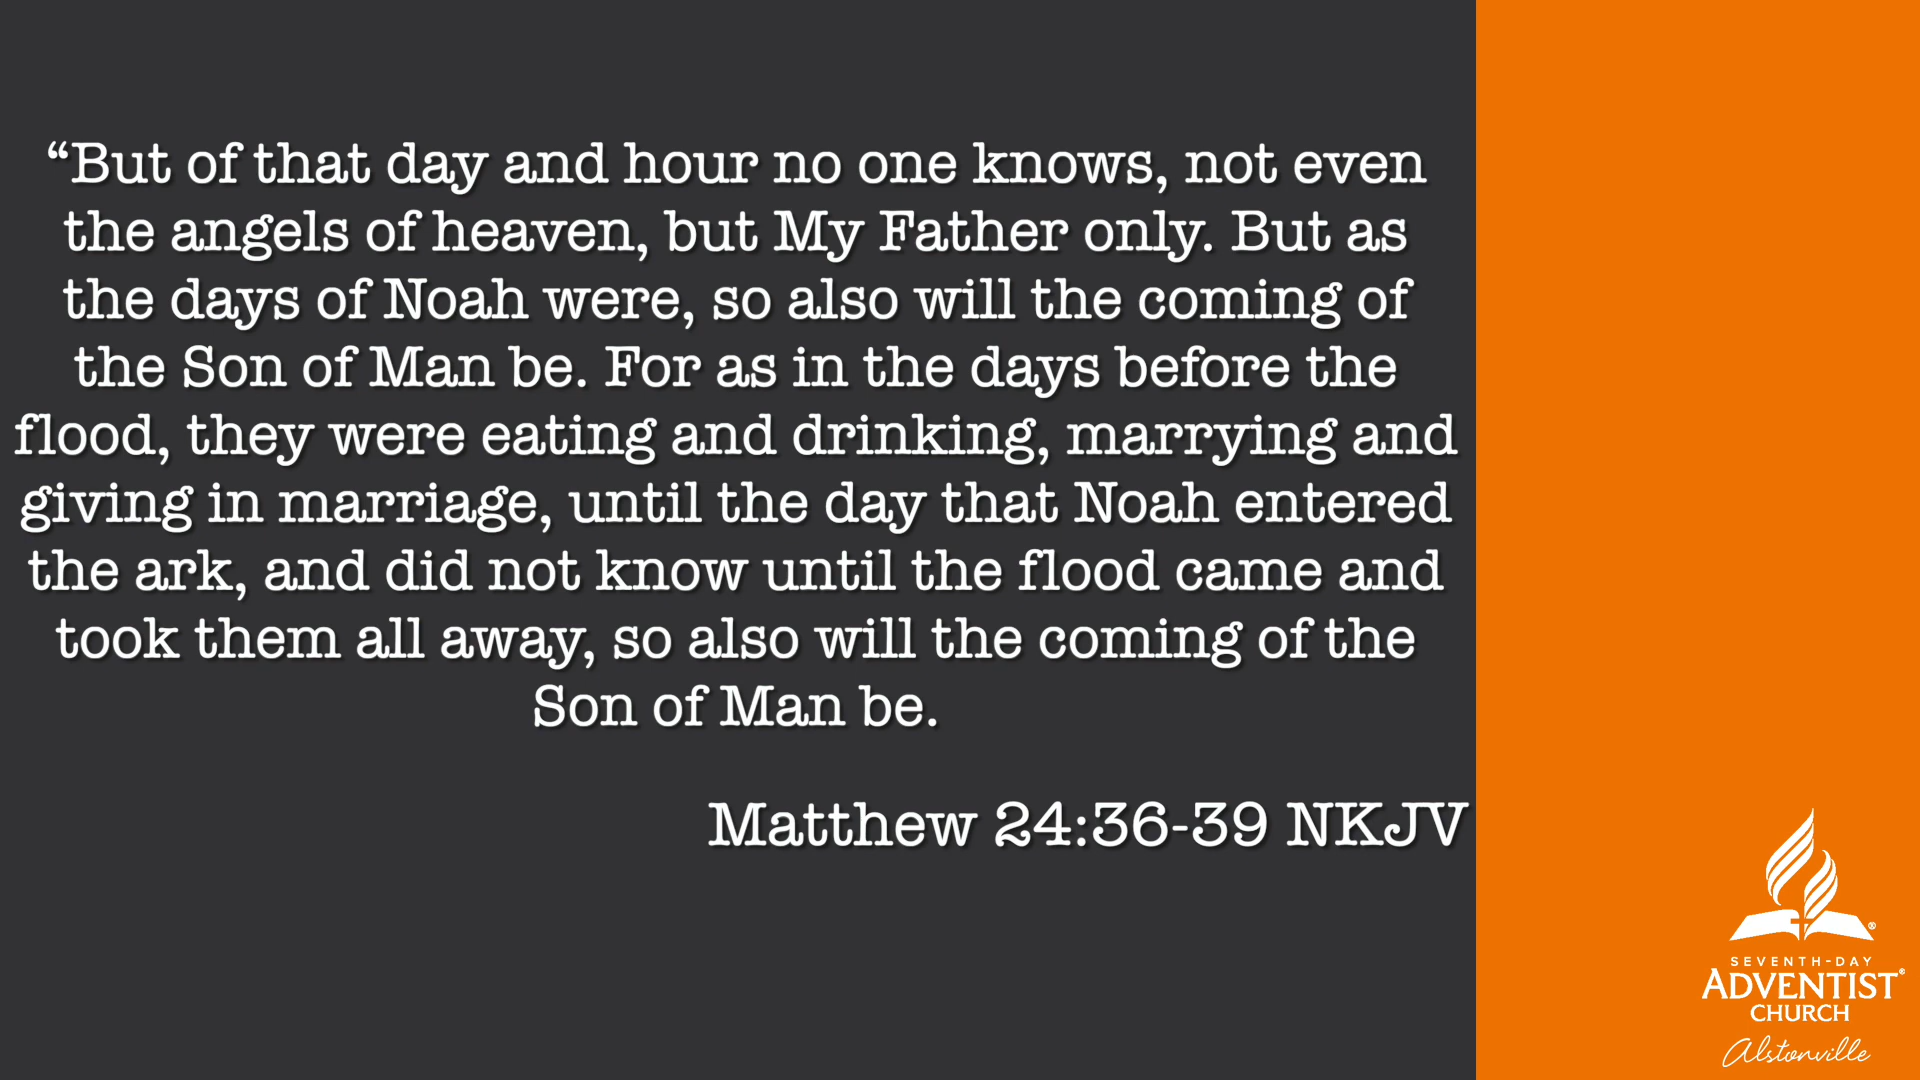 “But of that day and hour no one knows, not even
the angels of heaven, but My Father only. But as
the days of Noah were, so also will the coming of
the Son of Man be. For as in the days before the
flood, they were eating and drinking, marrying and
giving in marriage, until the day that Noah entered
the ark, and did not know until the flood came and
took them all away, so also will the coming of the
Son of Man be.
Matthew 24:36-39 NKJV
®
SEVENTH-DAY
ADVENTIST®
CHURCH
Alstonville